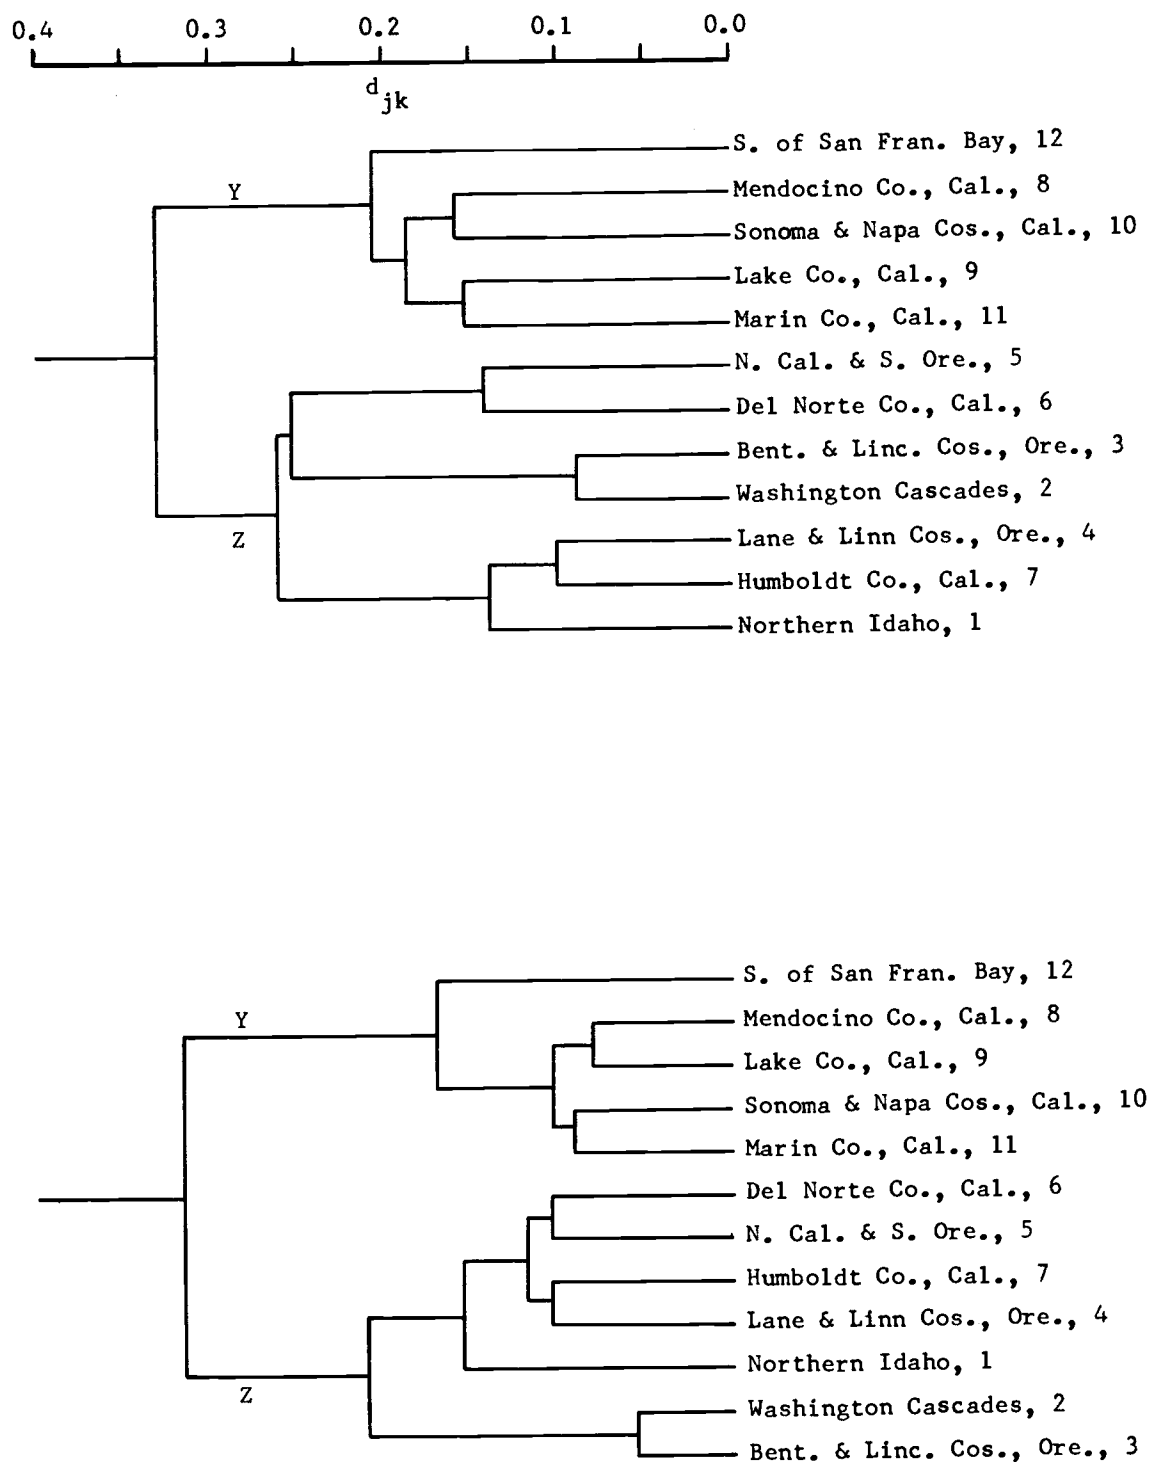 0.4 0.3 0.2 0.1 0.0
djk
S. of San Fran. Bay, 12
Y
Mendocino Co., Cal., 8
Sonoma & Napa Cos., Cal., 10
Lake Co., Cal., 9
Marin Co., Cal., 11
N. Cal. & S. Ore., 5
Del Norte Co., Cal., 6
Bent. & Linc. Cos., Ore., 3
Washington Cascades, 2
Z
Lane & Linn Cos., Ore., 4
Humboldt Co., Cal., 7
Northern Idaho, 1
S. of San Fran. Bay, 12
Y
Mendocino Co., Cal., 8
Lake Co., Cal., 9
Sonoma & Napa Cos., Cal., 10
Marin Co., Cal., 11
Del Norte Co., Cal., 6
N. Cal. & S. Ore., 5
Humboldt Co., Cal., 7
Lane & Linn Cos., Ore., 4
Northern Idaho, 1
Z
Washington Cascades, 2
Bent. & Linc. Cos., Ore., 3